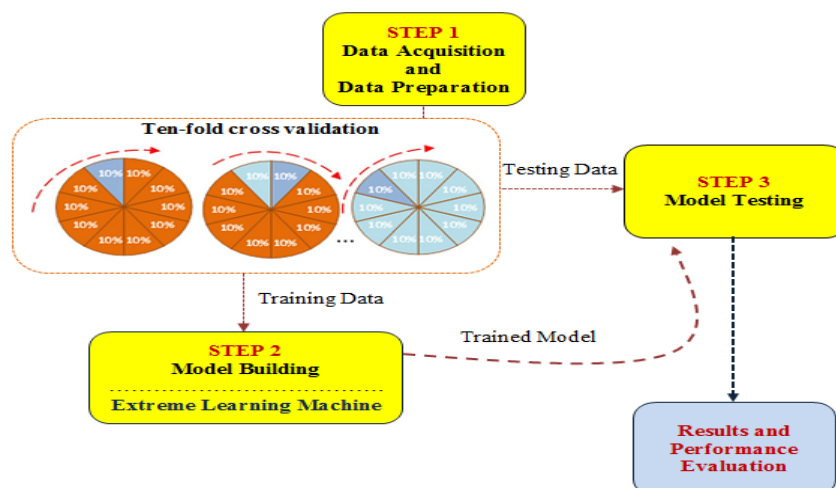 STEP 1
Data Acquisition
and
Data Preparation
Ten-fold cross validation
10% 10%
10% 10%
10% 10%
10% 10%
10% 10%
10% 10%
10% 10%
10% 10%
10% 10%
10% 10%
...
10% 10%
10% 10%
10% 10%
10% 10%
10% 10%
Testing Data
STEP 3
Model Testing
Training Data
STEP 2
Model Building
Extreme Learning Machine
Trained Model
Results and
Performance
Evaluation